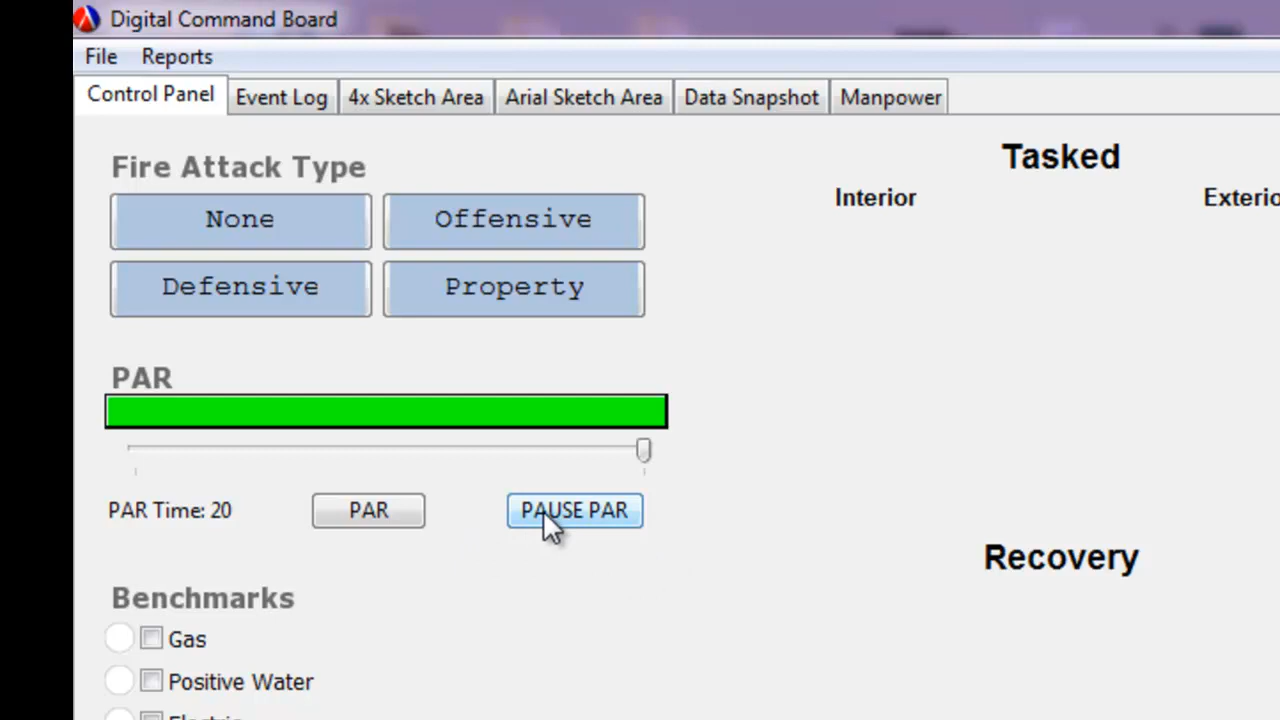 Digital Command Board
File Reports
Control Panel Event Log 4x Sketch Area Arial Sketch Area Data Snapshot Manpower
Fire Attack Type
None Offensive
Defensive Property
PAR
PAR Time: 20 PAR PAUSE PAR
Benchmarks
Gas
Positive Water
Tasked
Interior
Recovery